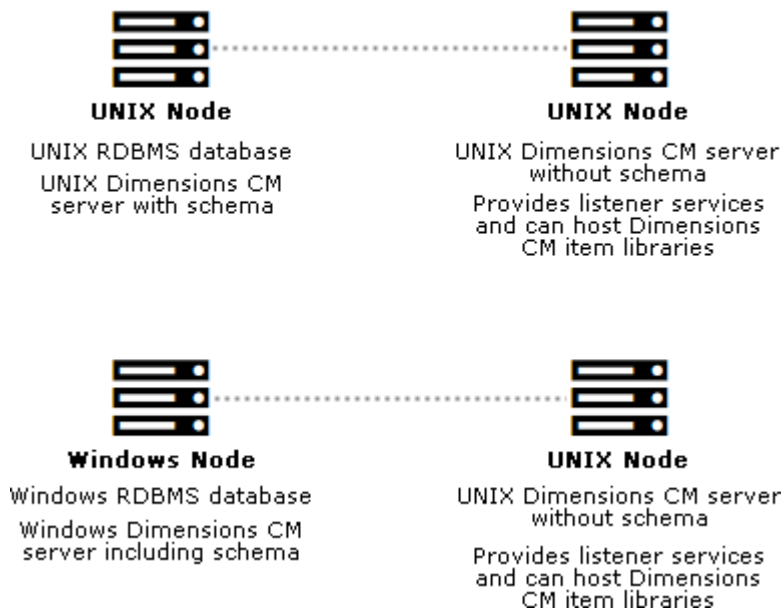 UNIX Node
UNIX RDBMS database
UNIX Dimensions CM
server with schema
UNIX Node
UNIX Dimensions CM server
without schema
Provides listener services
and can host Dimensions
CM item libraries
Windows Node
Windows RDBMS database
Windows Dimensions CM
server including schema
UNIX Node
UNIX Dimensions CM server
without schema
Provides listener services
and can host Dimensions
CM item libraries